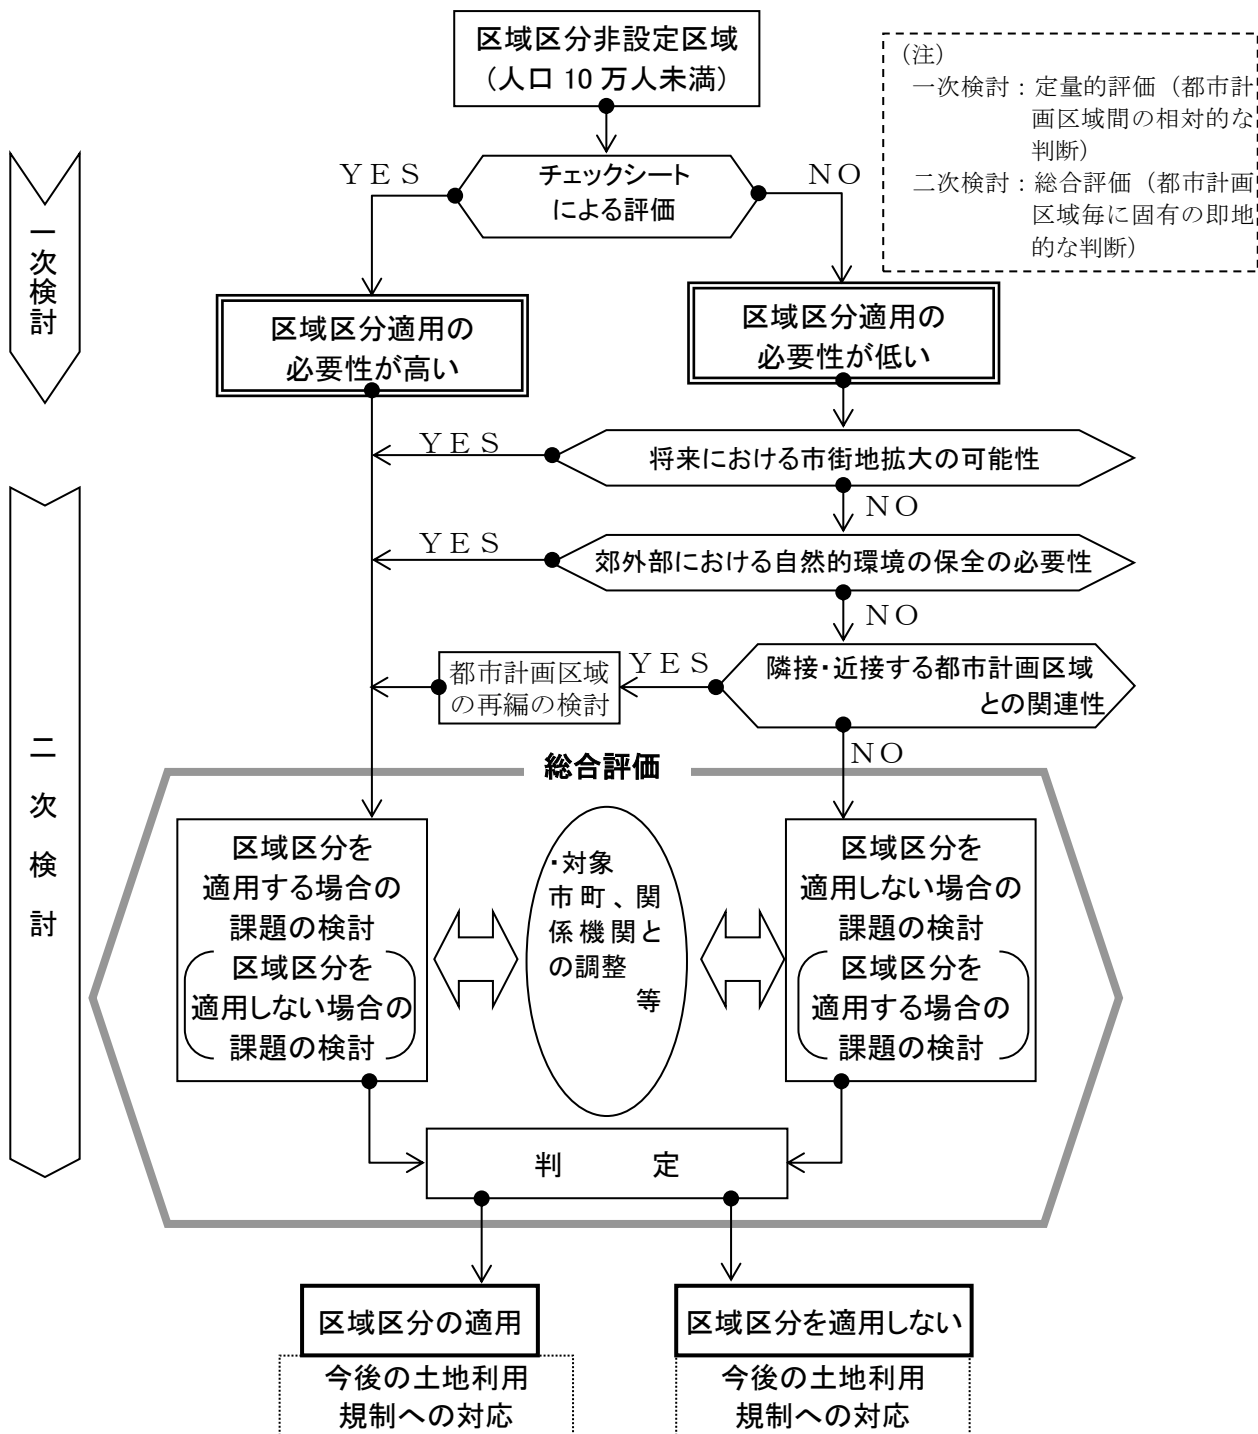 区域区分非設定区域
（人口 10 万人未満）
（注）
一次検討：定量的評価（都市計
画区域間の相対的な
判断）
二次検討：総合評価（都市計画
区域毎に固有の即地
的な判断）
一次検討
チェックシート
による評価
ＹＥＳ
ＮＯ
区域区分適用の
必要性が高い
区域区分適用の
必要性が低い
ＹＥＳ
将来における市街地拡大の可能性
ＮＯ
ＹＥＳ
郊外部における自然的環境の保全の必要性
ＮＯ
二次検討
都市計画区域
の再編の検討
ＹＥＳ
隣接・近接する都市計画区域
との関連性
ＮＯ
総合評価
区域区分を
適用する場合の
課題の検討
区域区分を
適用しない場合の
課題の検討
・対象
市町、関
係機関と
の調整
等
区域区分を
適用しない場合の
課題の検討
区域区分を
適用する場合の
課題の検討
判　　定
区域区分の適用
区域区分を適用しない
今後の土地利用
規制への対応
今後の土地利用
規制への対応